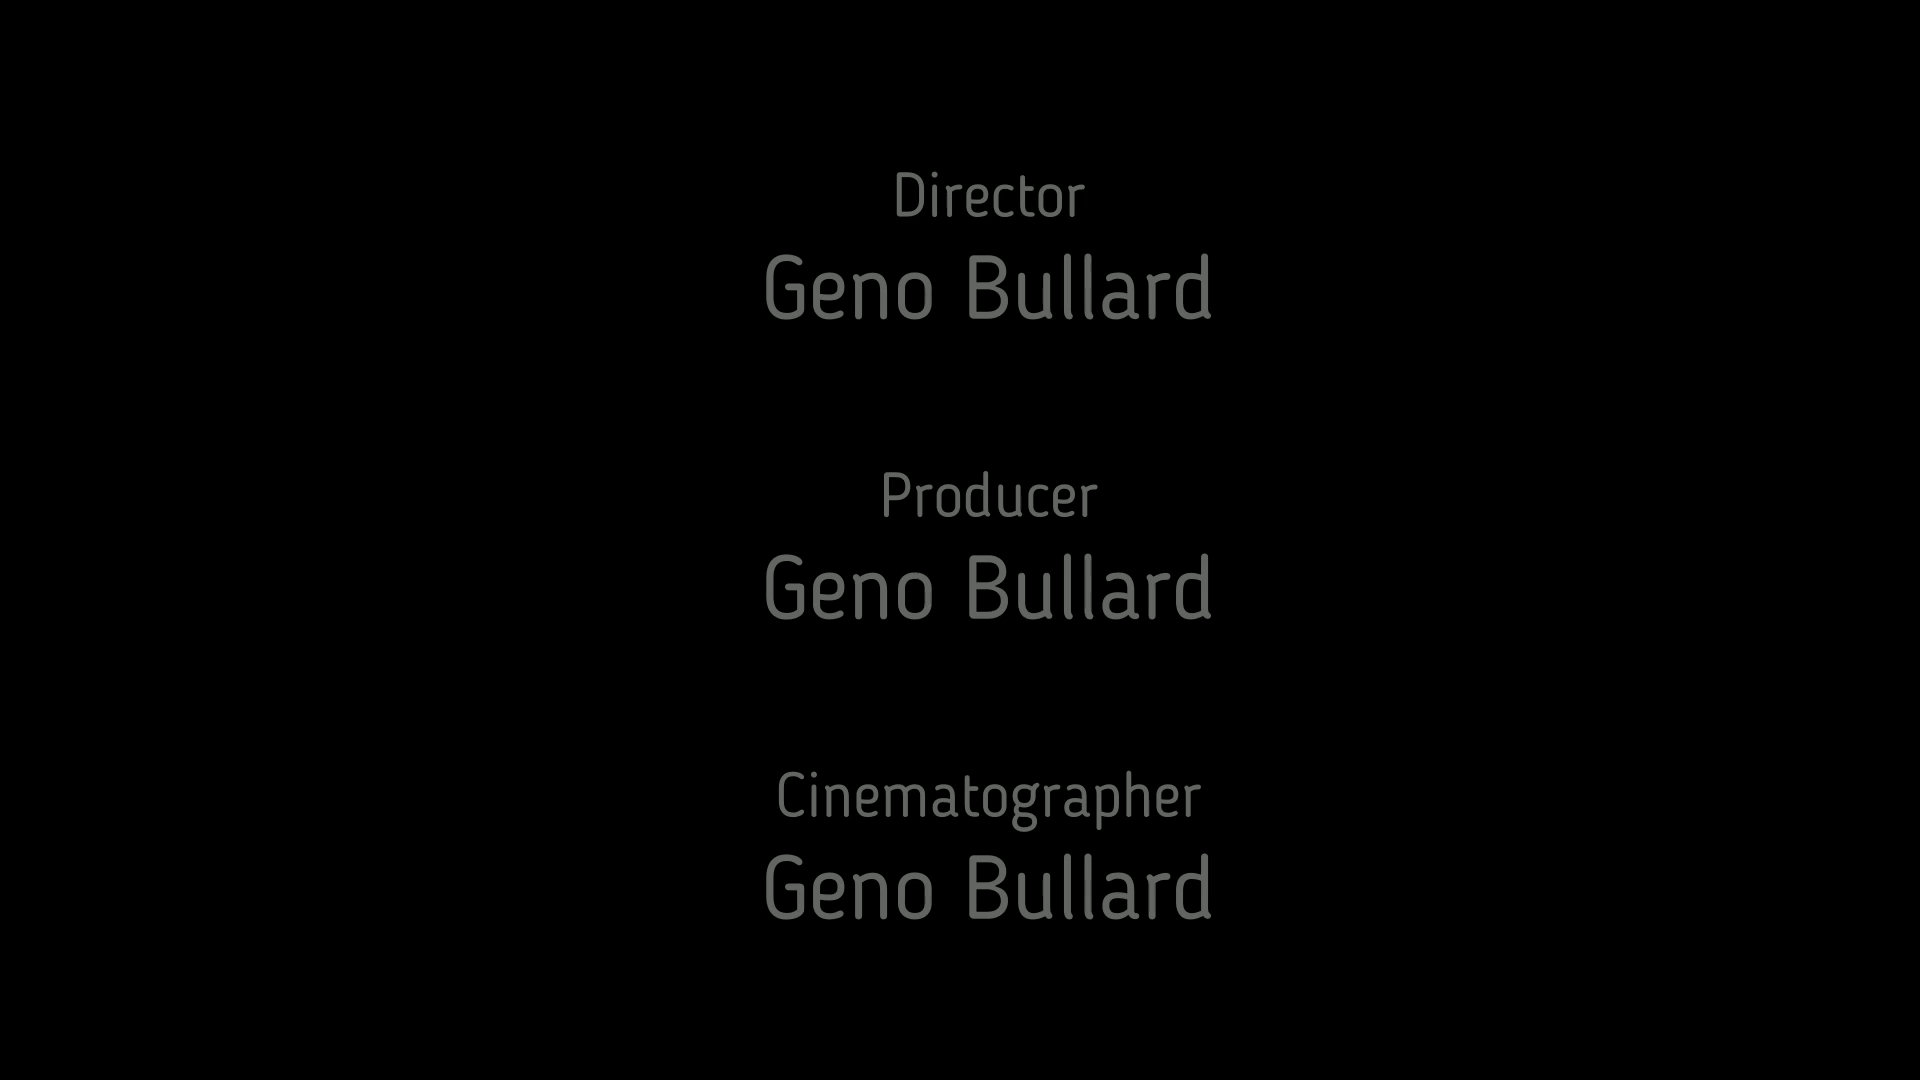 Director
Geno Bullard
Producer
Geno Bullard
Cinematographer
Geno Bullard